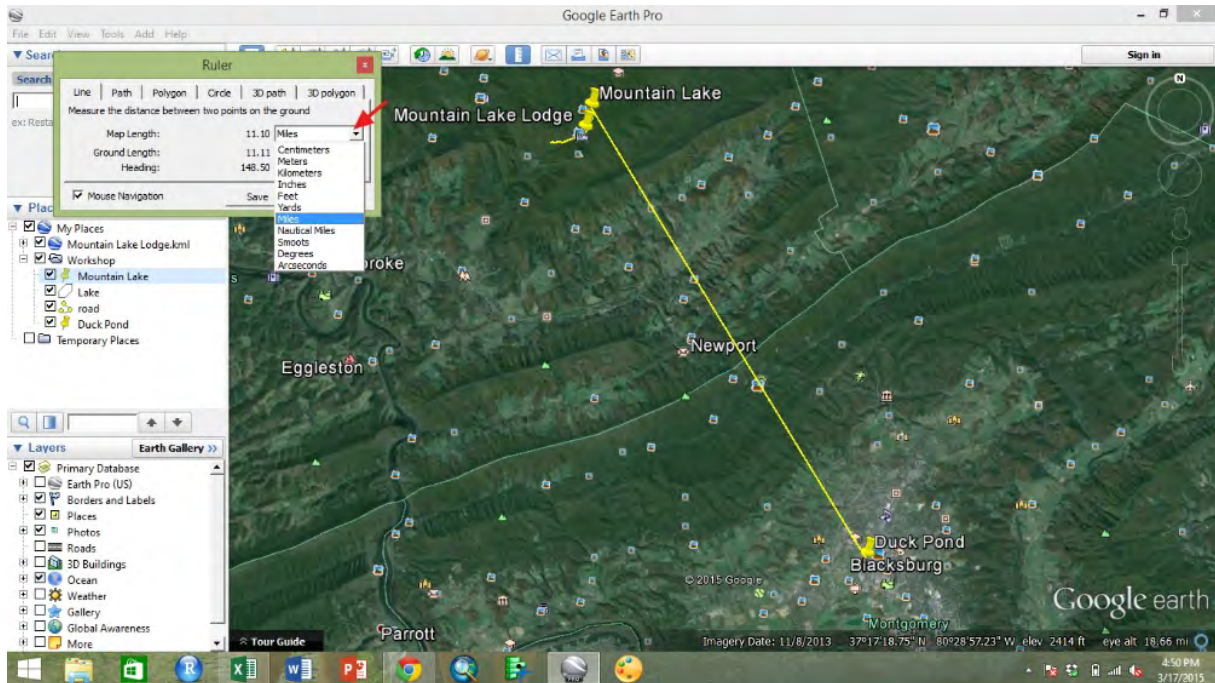 Google Earth Pro
File Edit View Tools Add Help
Sign in
Search
ex: Resta
Ruler
Line Path Polygon Circle 3D path 3D polygon
Measure the distance between two points on the ground
Map Length: 11.10 Miles
Ground Length: 11.11
Heading: 148.50
Mouse Navigation Save
Centimeters
Meters
Kilometers
Inches
Feet
Yards
Miles
Nautical Miles
Smoots
Degrees
Arcseconds
My Places
Mountain Lake Lodge.kml
Workshop
Mountain Lake
Lake
road
Duck Pond
Temporary Places
Layers Earth Gallery »
Primary Database
Earth Pro (US)
Borders and Labels
Places
Photos
Roads
3D Buildings
Ocean
Weather
Gallery
Global Awareness
More
N
Mountain Lake
Mountain Lake Lodge
Newport
Eggleston
Duck Pond
Blacksburg
© 2015 Google
Google earth
Montgomery
Parrott
Tour Guide
Imagery Date: 11/8/2013 37°17'18.75" N 80°28'57.23" W elev 2414 ft eye alt 18.66 mi
4:50 PM
3/17/2015